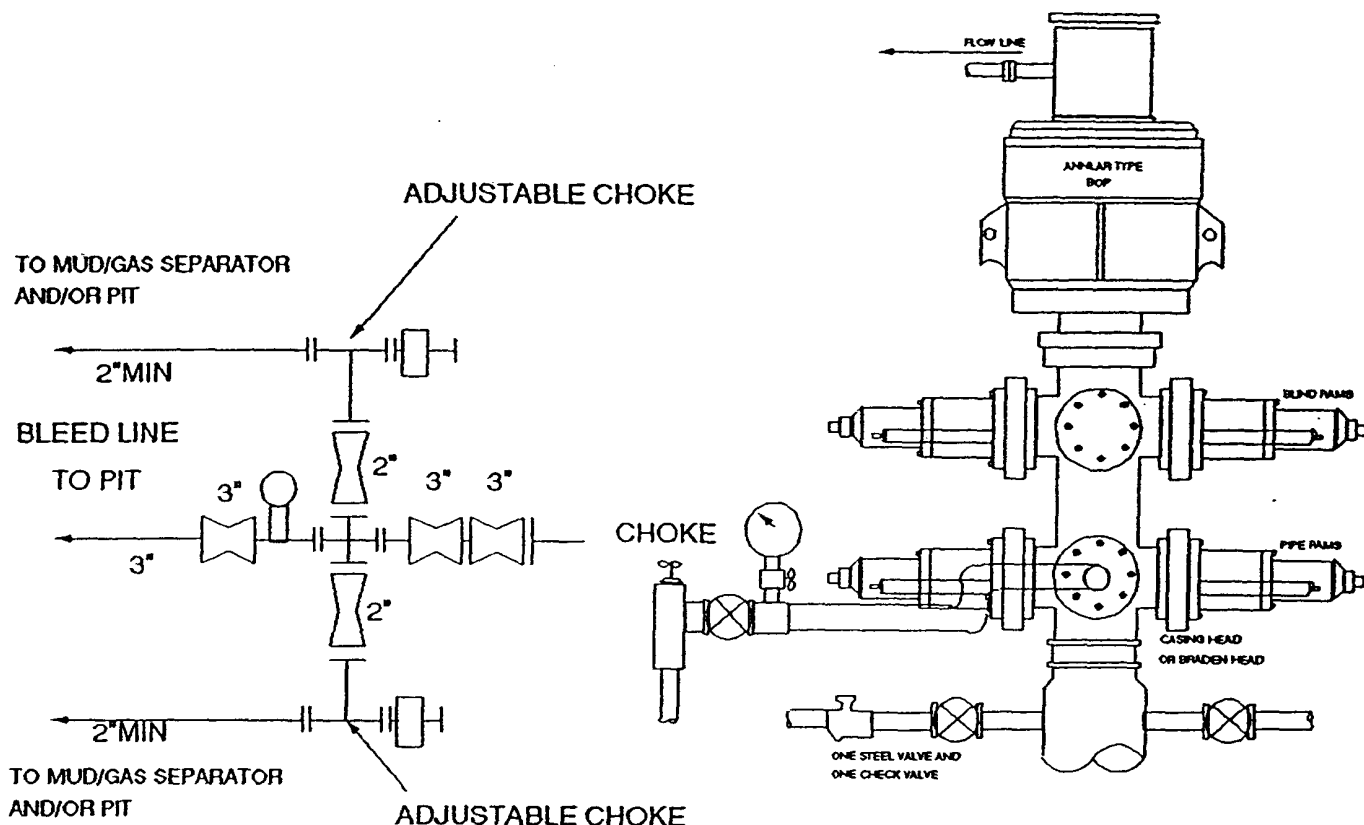 FLOW LINE
ANNLAR TYPE
BOP
ADJUSTABLE CHOKE
TO MUD/GAS SEPARATOR
AND/OR PIT
2"MIN
BLEED LINE
TO PIT
2"
3"
3" 3"
3"
2"
CHOKE
BLIND RAMS
PIPE RAMS
CASING HEAD
OR BRADEN HEAD
2"MIN
TO MUD/GAS SEPARATOR
AND/OR PIT
ADJUSTABLE CHOKE
ONE STEEL VALVE AND
ONE CHECK VALVE